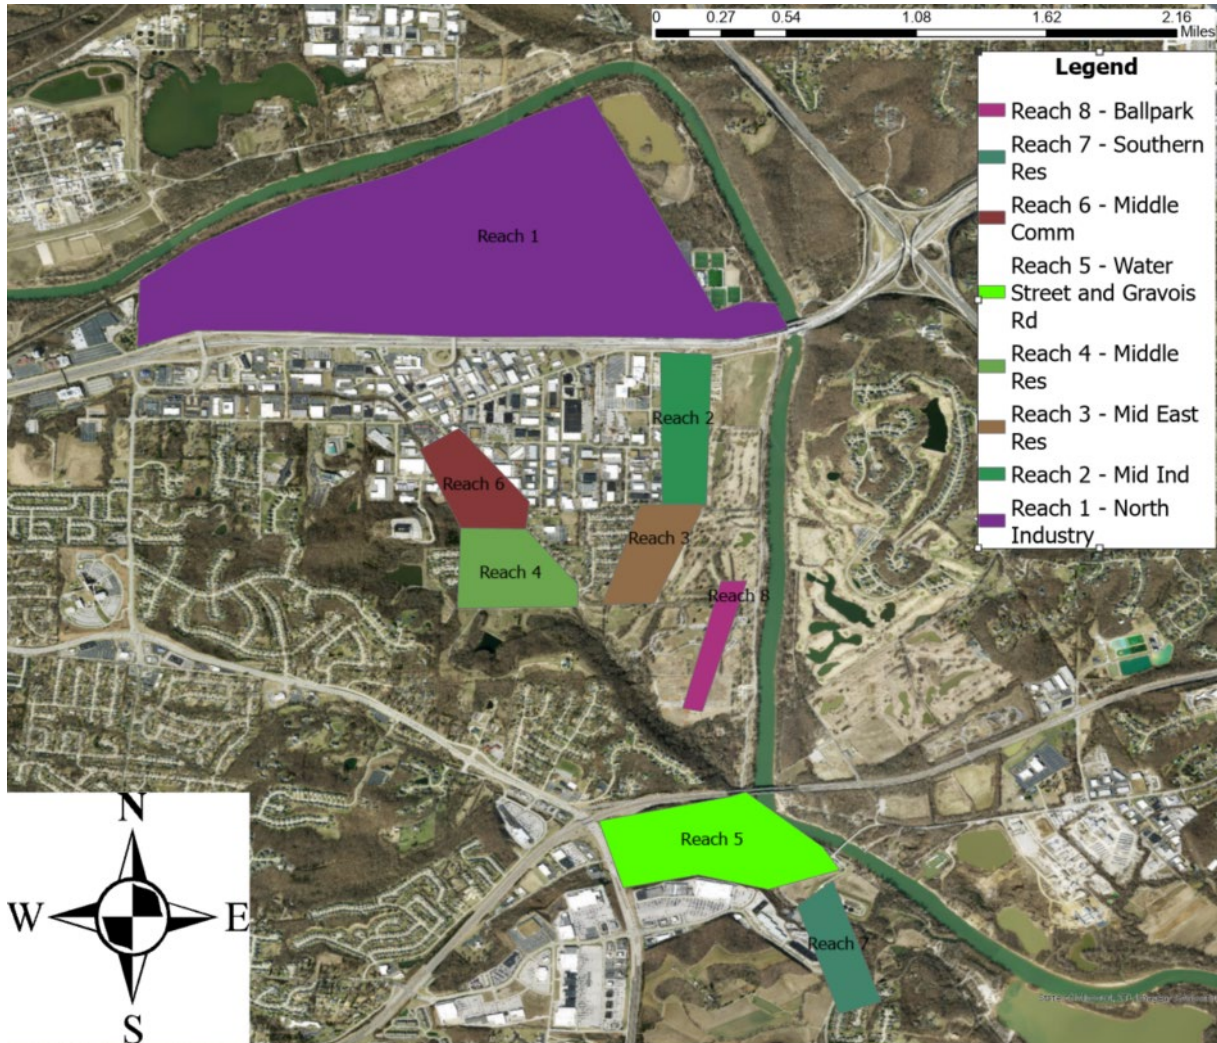 0 0.27 0.54 1.08 1.62 2.16
Miles
Legend
Reach 8 - Ballpark
Reach 7 - Southern
Res
Reach 6 - Middle
Comm
Reach 5 - Water
Street and Gravois
Rd
Reach 4 - Middle
Res
Reach 3 - Mid East
Res
Reach 2 - Mid Ind
Reach 1 - North
Industry
Reach 1
Reach 2
Reach 6
Reach 3
Reach 4
Reach 8
Reach 5
Reach 7
N
W E
S